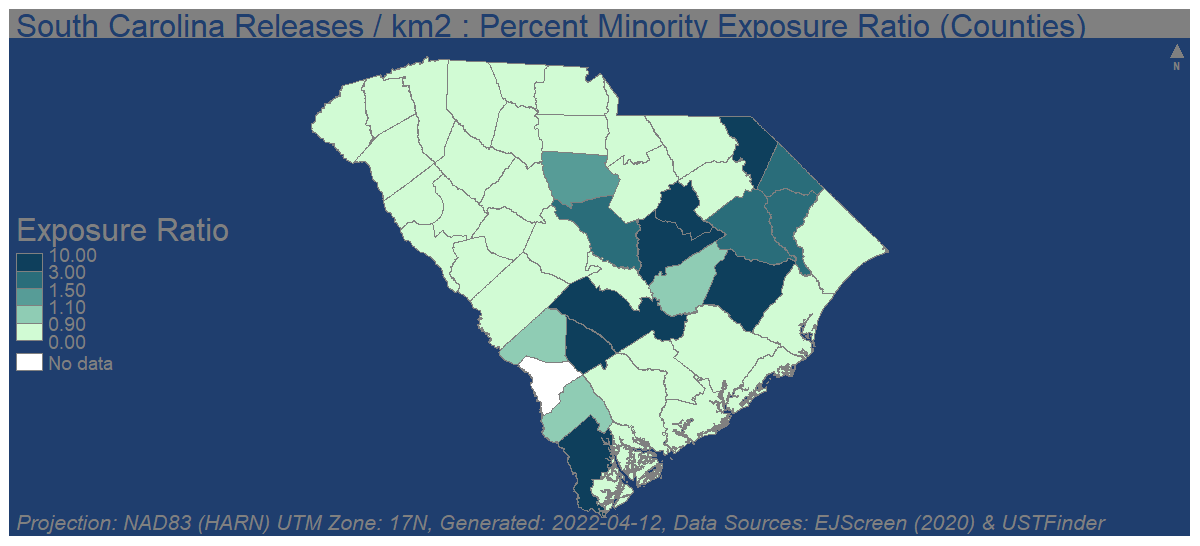 South Carolina Releases / km2 : Percent Minority Exposure Ratio (Counties)
N
Exposure Ratio
10.00
3.00
1.50
1.10
0.90
0.00
No data
Projection: NAD83 (HARN) UTM Zone: 17N, Generated: 2022-04-12, Data Sources: EJScreen (2020) & USTFinder